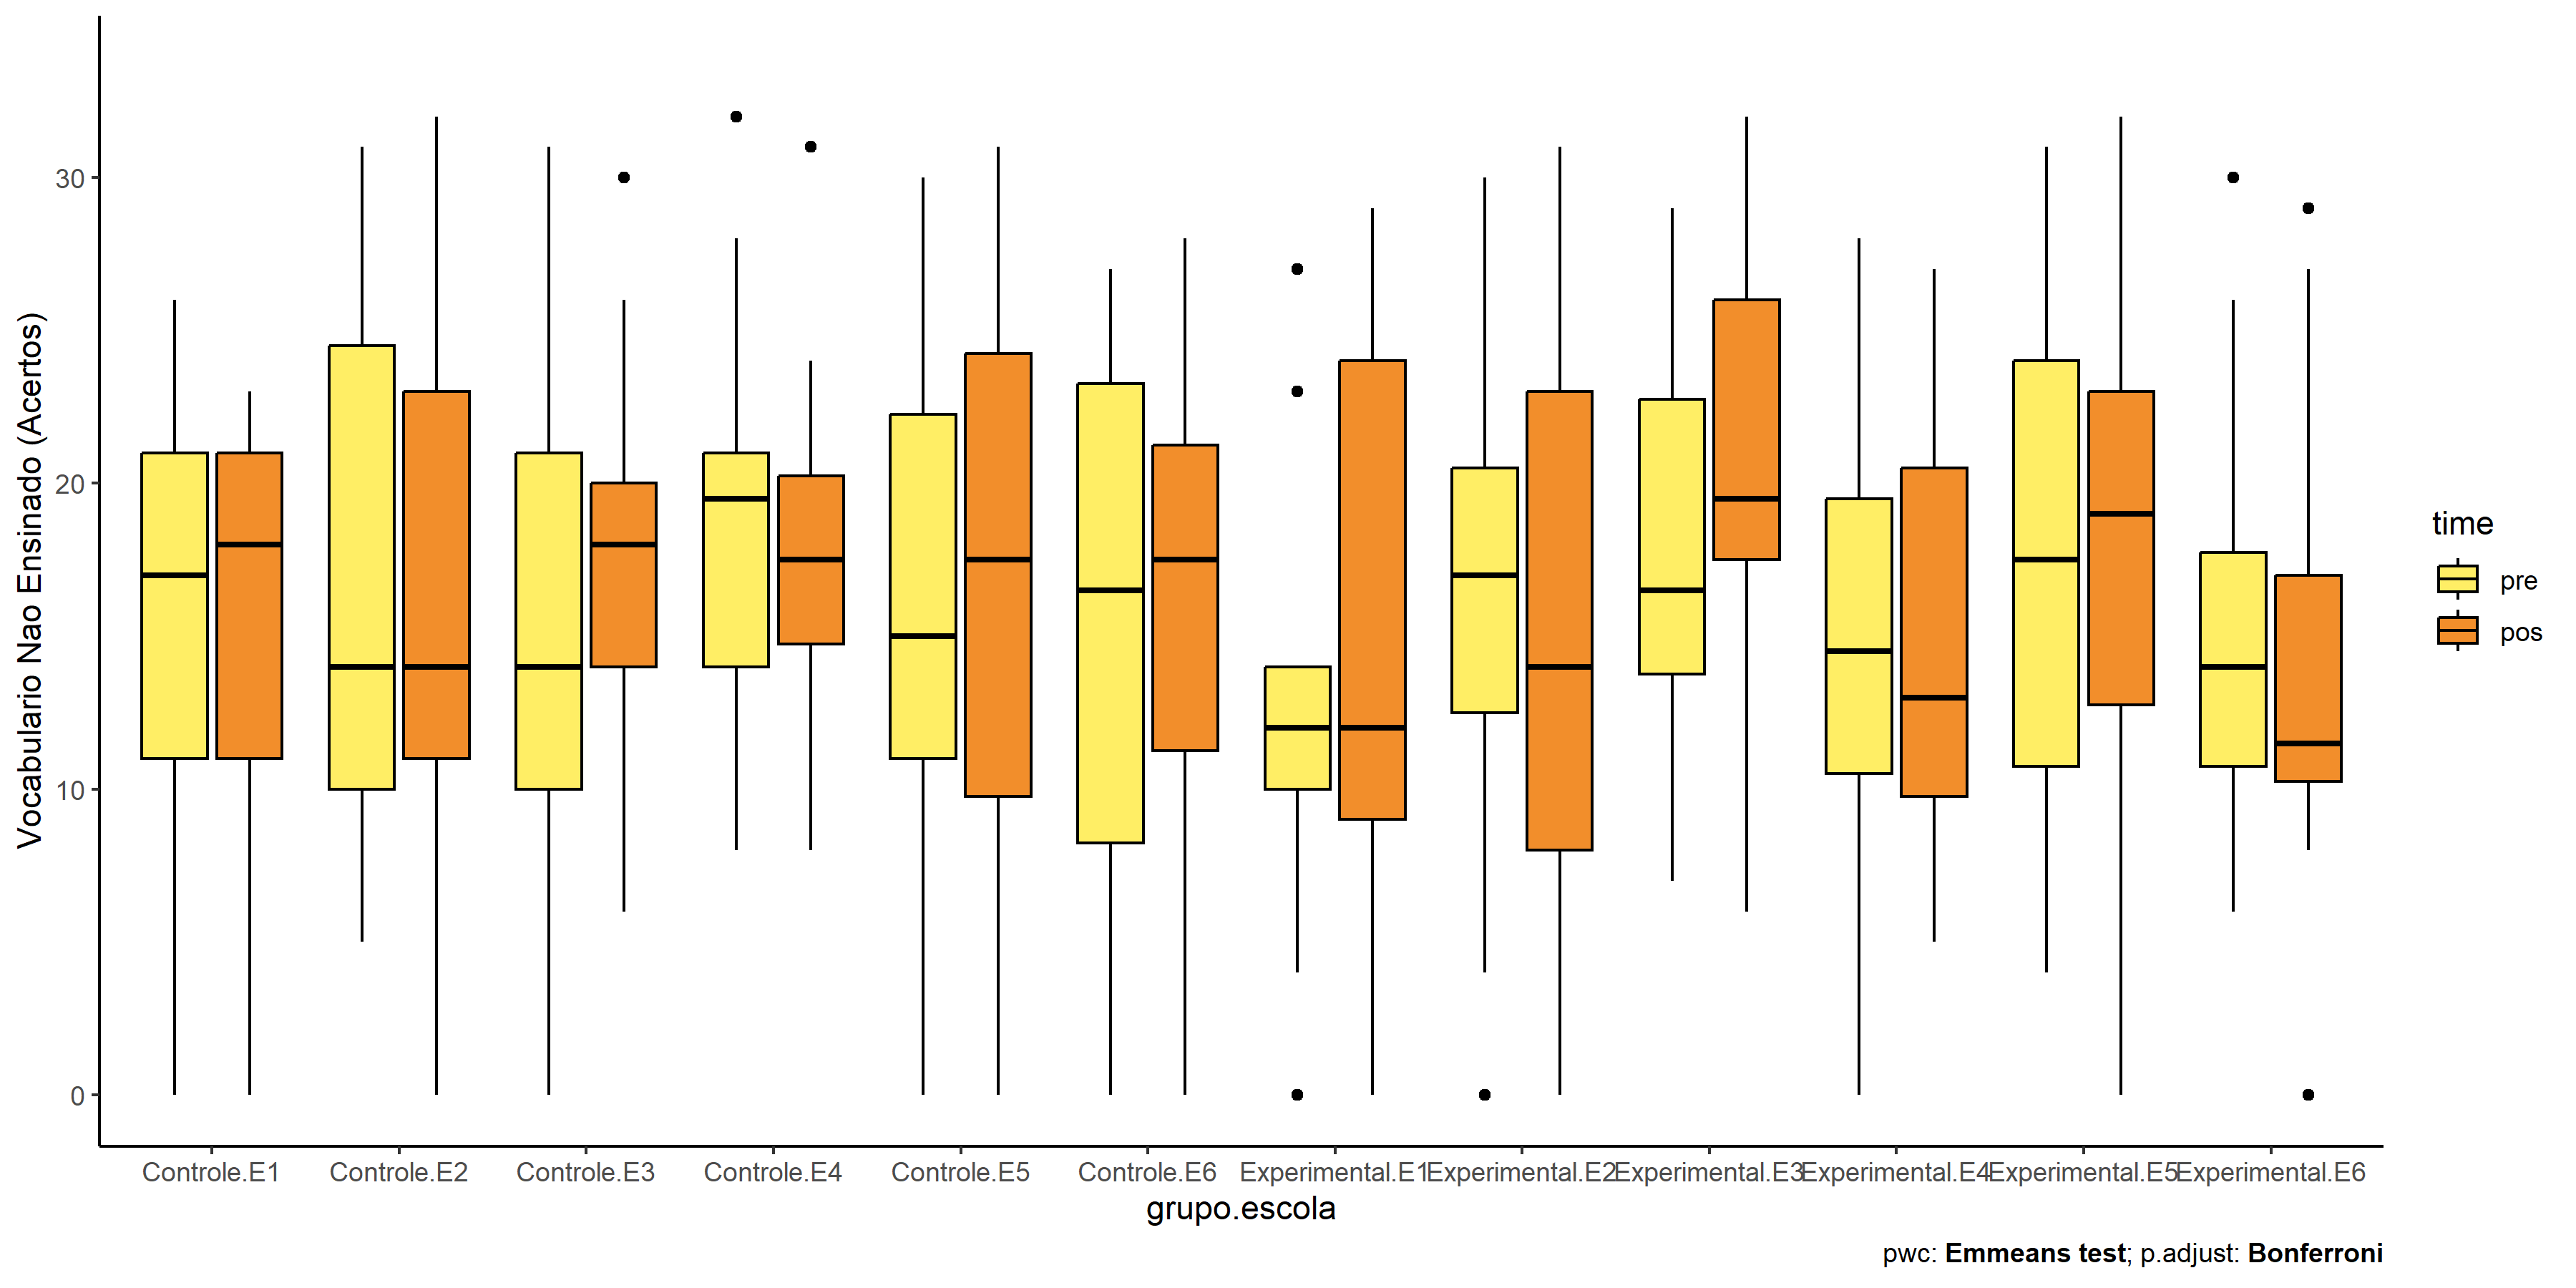 Vocabulario Nao Ensinado (Acertos)
30
20
10
0
Controle.E1 Controle.E2 Controle.E3 Controle.E4 Controle.E5 Controle.E6 Experimental.E1 Experimental.E2 Experimental.E3 Experimental.E4 Experimental.E5 Experimental.E6
grupo.escola
time
pre
pos
pwc: Emmeans test; p.adjust: Bonferroni